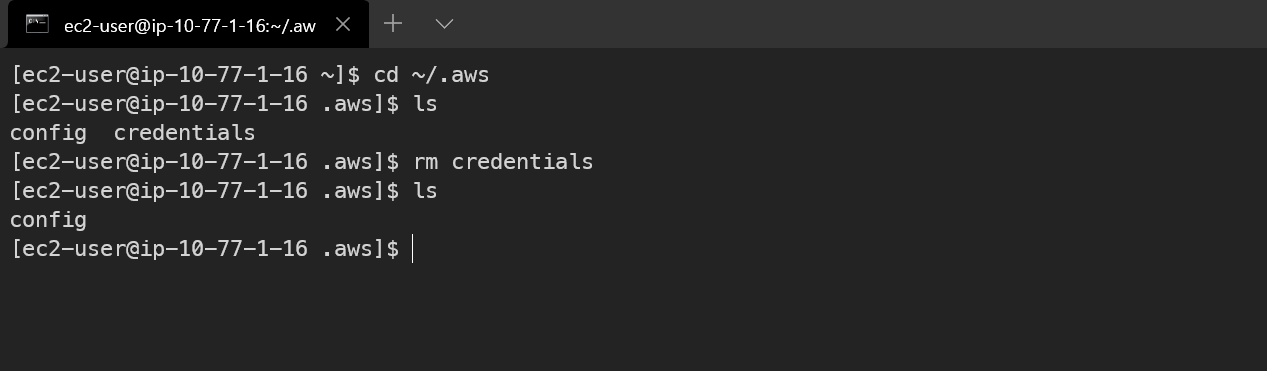 ec2-user@ip-10-77-1-16:~/.aw
[ec2-user@ip-10-77-1-16 ~]$ cd ~/.aws
[ec2-user@ip-10-77-1-16 .aws]$ ls
config  credentials
[ec2-user@ip-10-77-1-16 .aws]$ rm credentials
[ec2-user@ip-10-77-1-16 .aws]$ ls
config
[ec2-user@ip-10-77-1-16 .aws]$